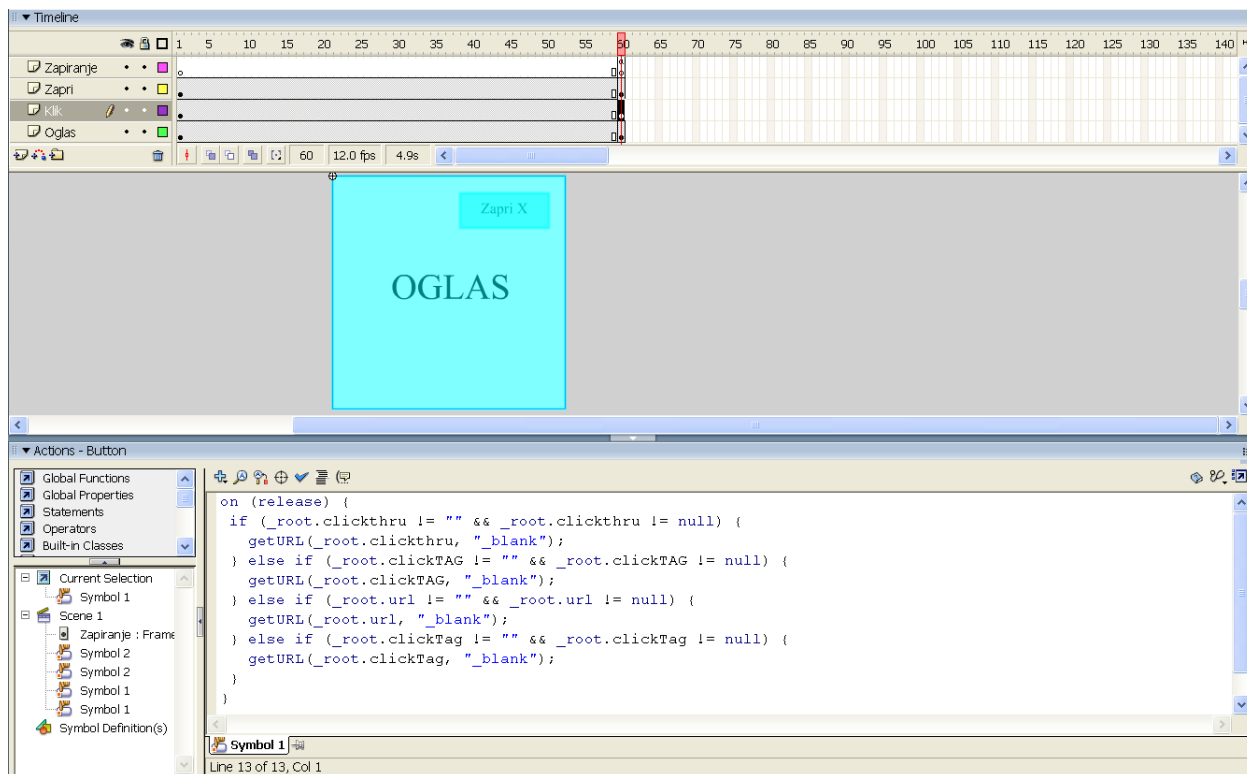 Timeline
1 5 10 15 20 25 30 35 40 45 50 55 60 65 70 75 80 85 90 95 100 105 110 115 120 125 130 135 140
Zapiranje
Zapri
Klik
Oglas
60 12.0 fps 4.9s
Zapri X
OGLAS
Actions - Button
Global Functions
Global Properties
Statements
Operators
Built-in Classes
Current Selection
Symbol 1
Scene 1
Zapiranje : Frame
Symbol 2
Symbol 2
Symbol 1
Symbol 1
Symbol Definition(s)
on (release) {
if (_root.clickthru != "" && _root.clickthru != null) {
getURL(_root.clickthru, "_blank");
} else if (_root.clickTAG != "" && _root.clickTAG != null) {
getURL(_root.clickTAG, "_blank");
} else if (_root.url != "" && _root.url != null) {
getURL(_root.url, "_blank");
} else if (_root.clickTag != "" && _root.clickTag != null) {
getURL(_root.clickTag, "_blank");
}
}
Symbol 1
Line 13 of 13, Col 1